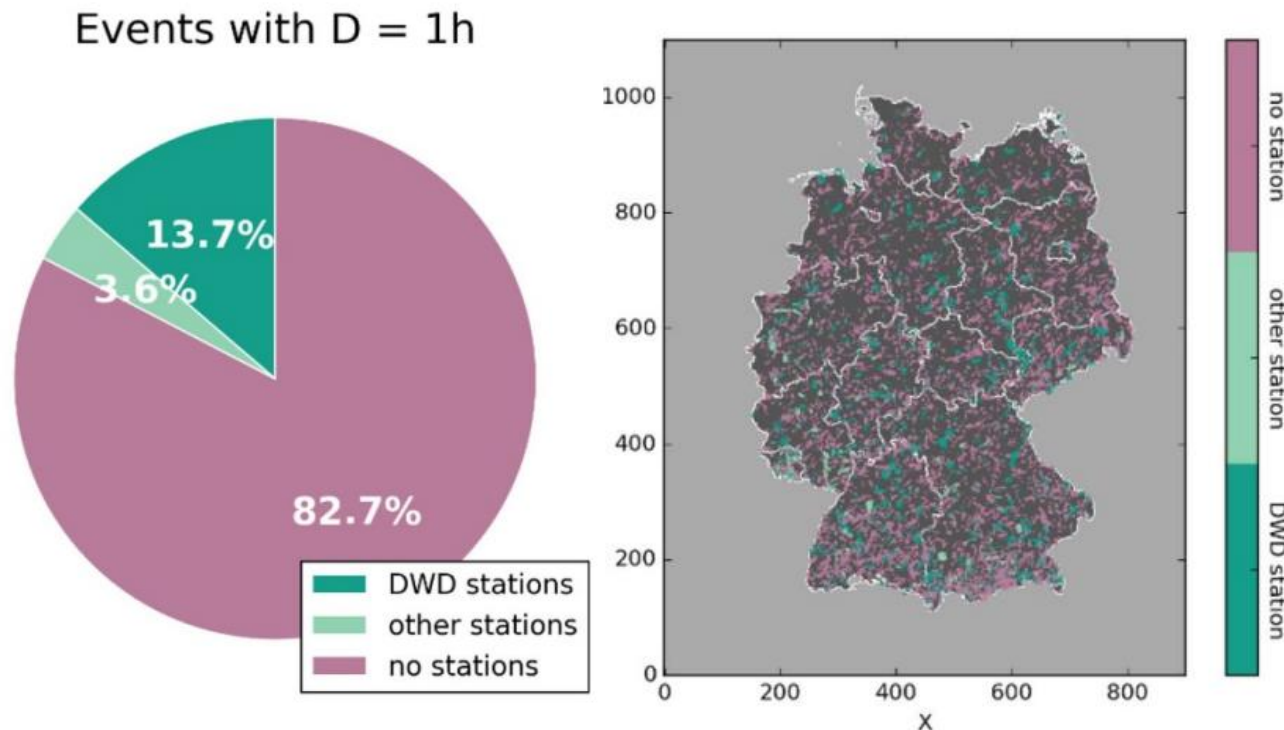 Events with D = 1h
13.7%
3.6%
82.7%
DWD stations
other stations
no stations
1000
800
600
400
200
0
0 200 400 600 800
X
no station
other station
DWD station